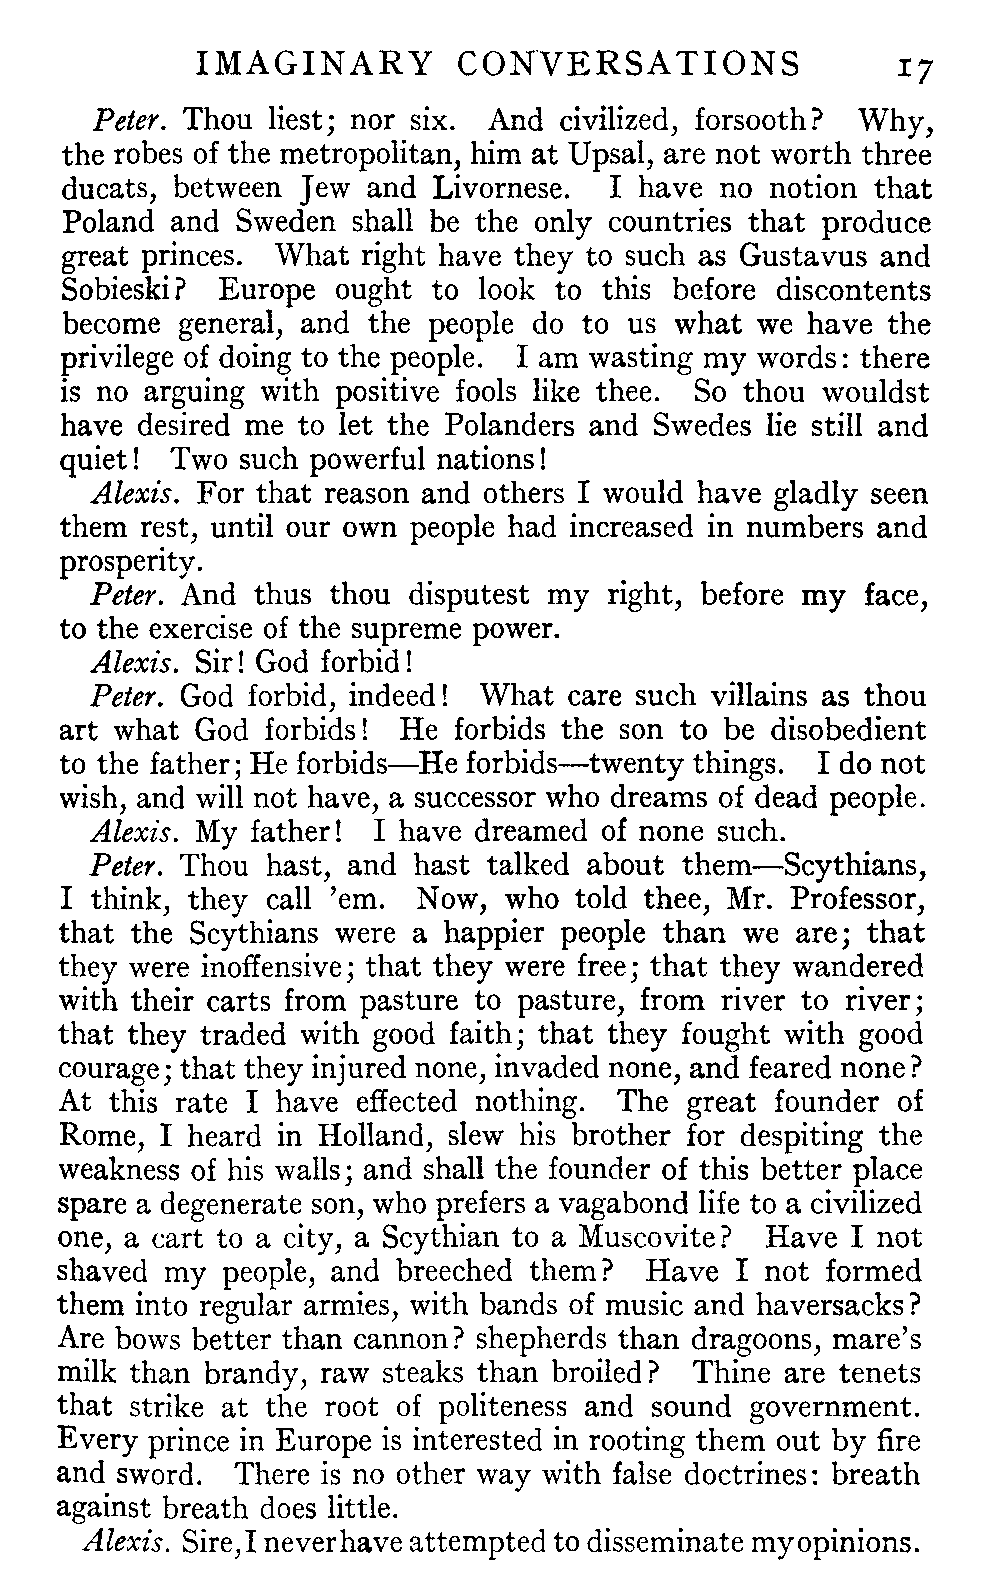 IMAGINARY CONVERSATIONS 17
Peter. Thou liest; nor six. And civilized, forsooth? Why,
the robes of the metropolitan, him at Upsal, are not worth three
ducats, between Jew and Livornese. I have no notion that
Poland and Sweden shall be the only countries that produce
great princes. What right have they to such as Gustavus and
Sobieski? Europe ought to look to this before discontents
become general, and the people do to us what we have the
privilege of doing to the people. I am wasting my words: there
is no arguing with positive fools like thee. So thou wouldst
have desired me to let the Polanders and Swedes lie still and
quiet! Two such powerful nations!
Alexis. For that reason and others I would have gladly seen
them rest, until our own people had increased in numbers and
prosperity.
Peter. And thus thou disputest my right, before my face,
to the exercise of the supreme power.
Alexis. Sir! God forbid!
Peter. God forbid, indeed! What care such villains as thou
art what God forbids! He forbids the son to be disobedient
to the father; He forbids—He forbids—twenty things. I do not
wish, and will not have, a successor who dreams of dead people.
Alexis. My father! I have dreamed of none such.
Peter. Thou hast, and hast talked about them—Scythians,
I think, they call 'em. Now, who told thee, Mr. Professor,
that the Scythians were a happier people than we are; that
they were inoffensive; that they were free; that they wandered
with their carts from pasture to pasture, from river to river;
that they traded with good faith; that they fought with good
courage; that they injured none, invaded none, and feared none?
At this rate I have effected nothing. The great founder of
Rome, I heard in Holland, slew his brother for despiting the
weakness of his walls; and shall the founder of this better place
spare a degenerate son, who prefers a vagabond life to a civilized
one, a cart to a city, a Scythian to a Muscovite? Have I not
shaved my people, and breeched them? Have I not formed
them into regular armies, with bands of music and haversacks?
Are bows better than cannon? shepherds than dragoons, mare's
milk than brandy, raw steaks than broiled? Thine are tenets
that strike at the root of politeness and sound government.
Every prince in Europe is interested in rooting them out by fire
and sword. There is no other way with false doctrines: breath
against breath does little.
Alexis. Sire, I never have attempted to disseminate my opinions.